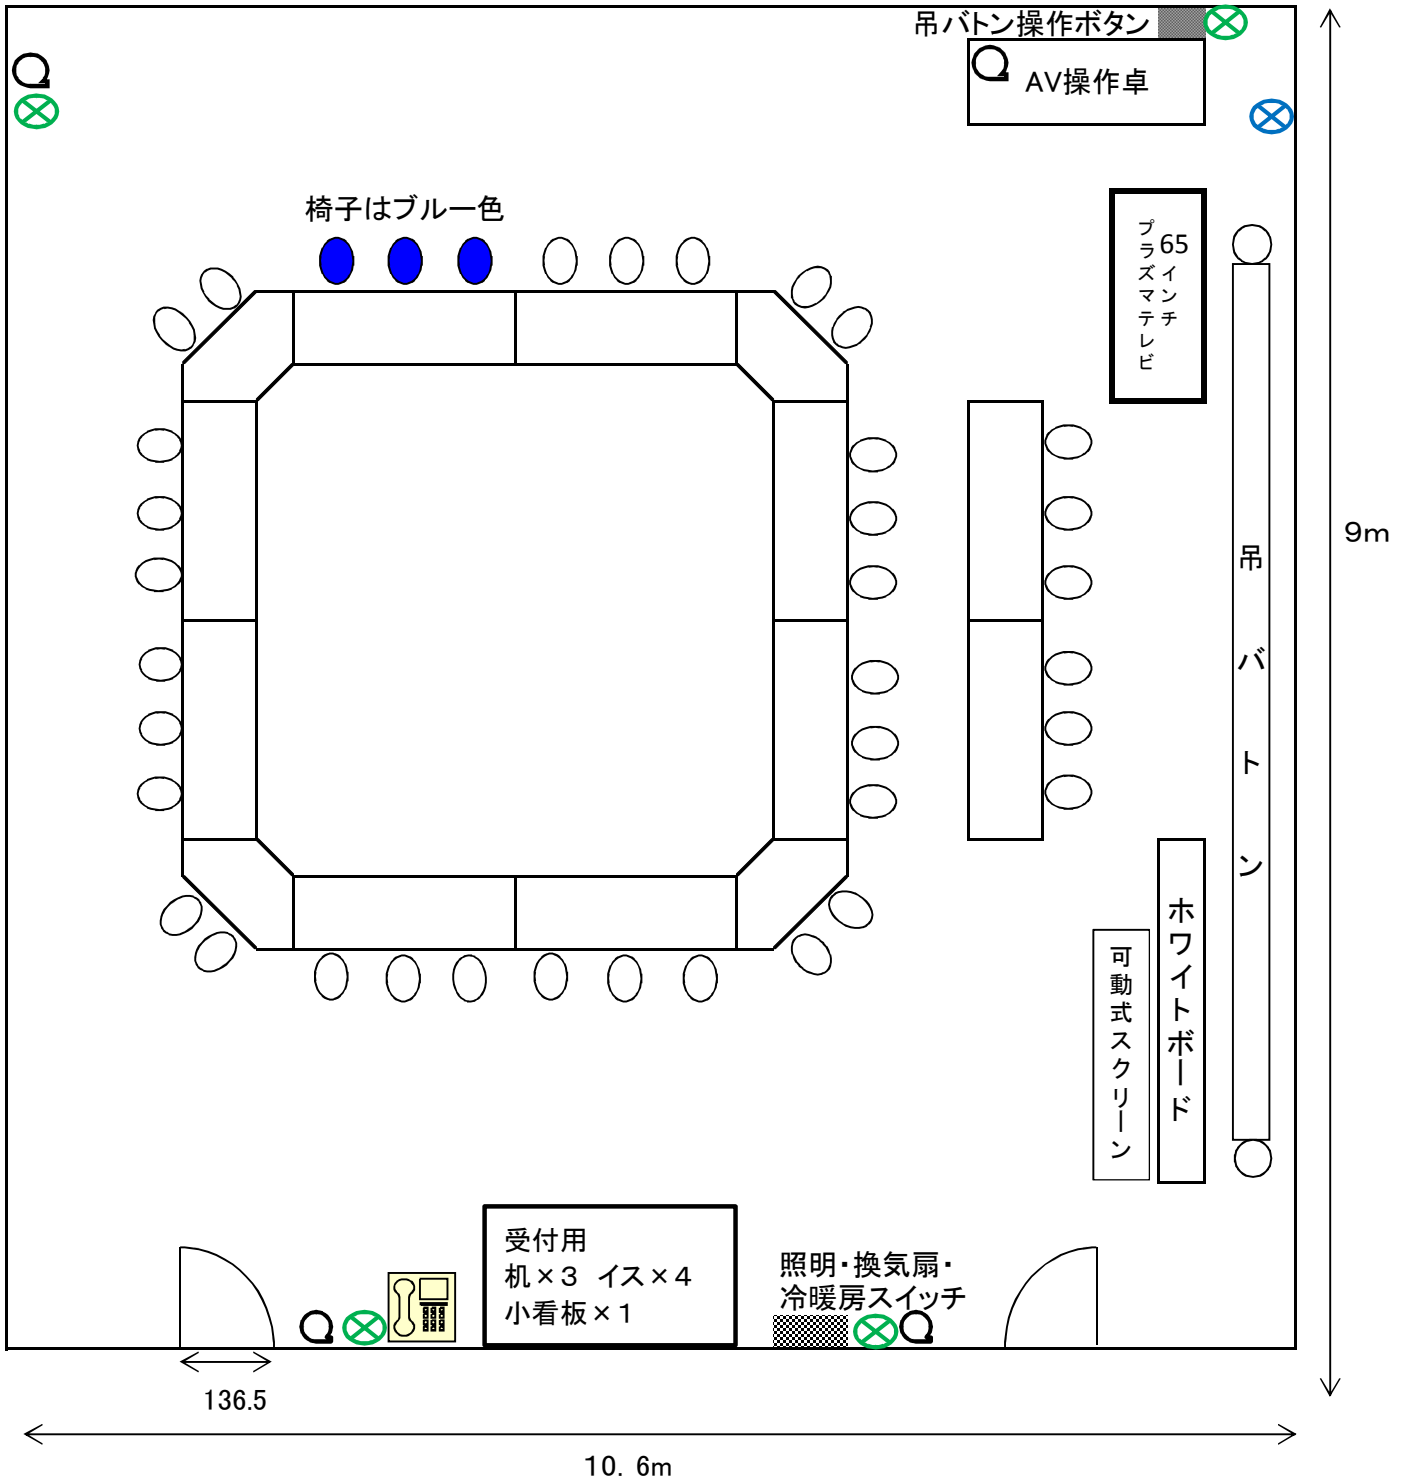 吊バトン操作ボタン
AV操作卓
椅子はブルー色
65インチ
プラズマテレビ
9m
吊バトン
ホワイトボード
可動式スクリーン
受付用
机×3 イス×4
小看板×1
照明・換気扇・
冷暖房スイッチ
136.5
10．6m